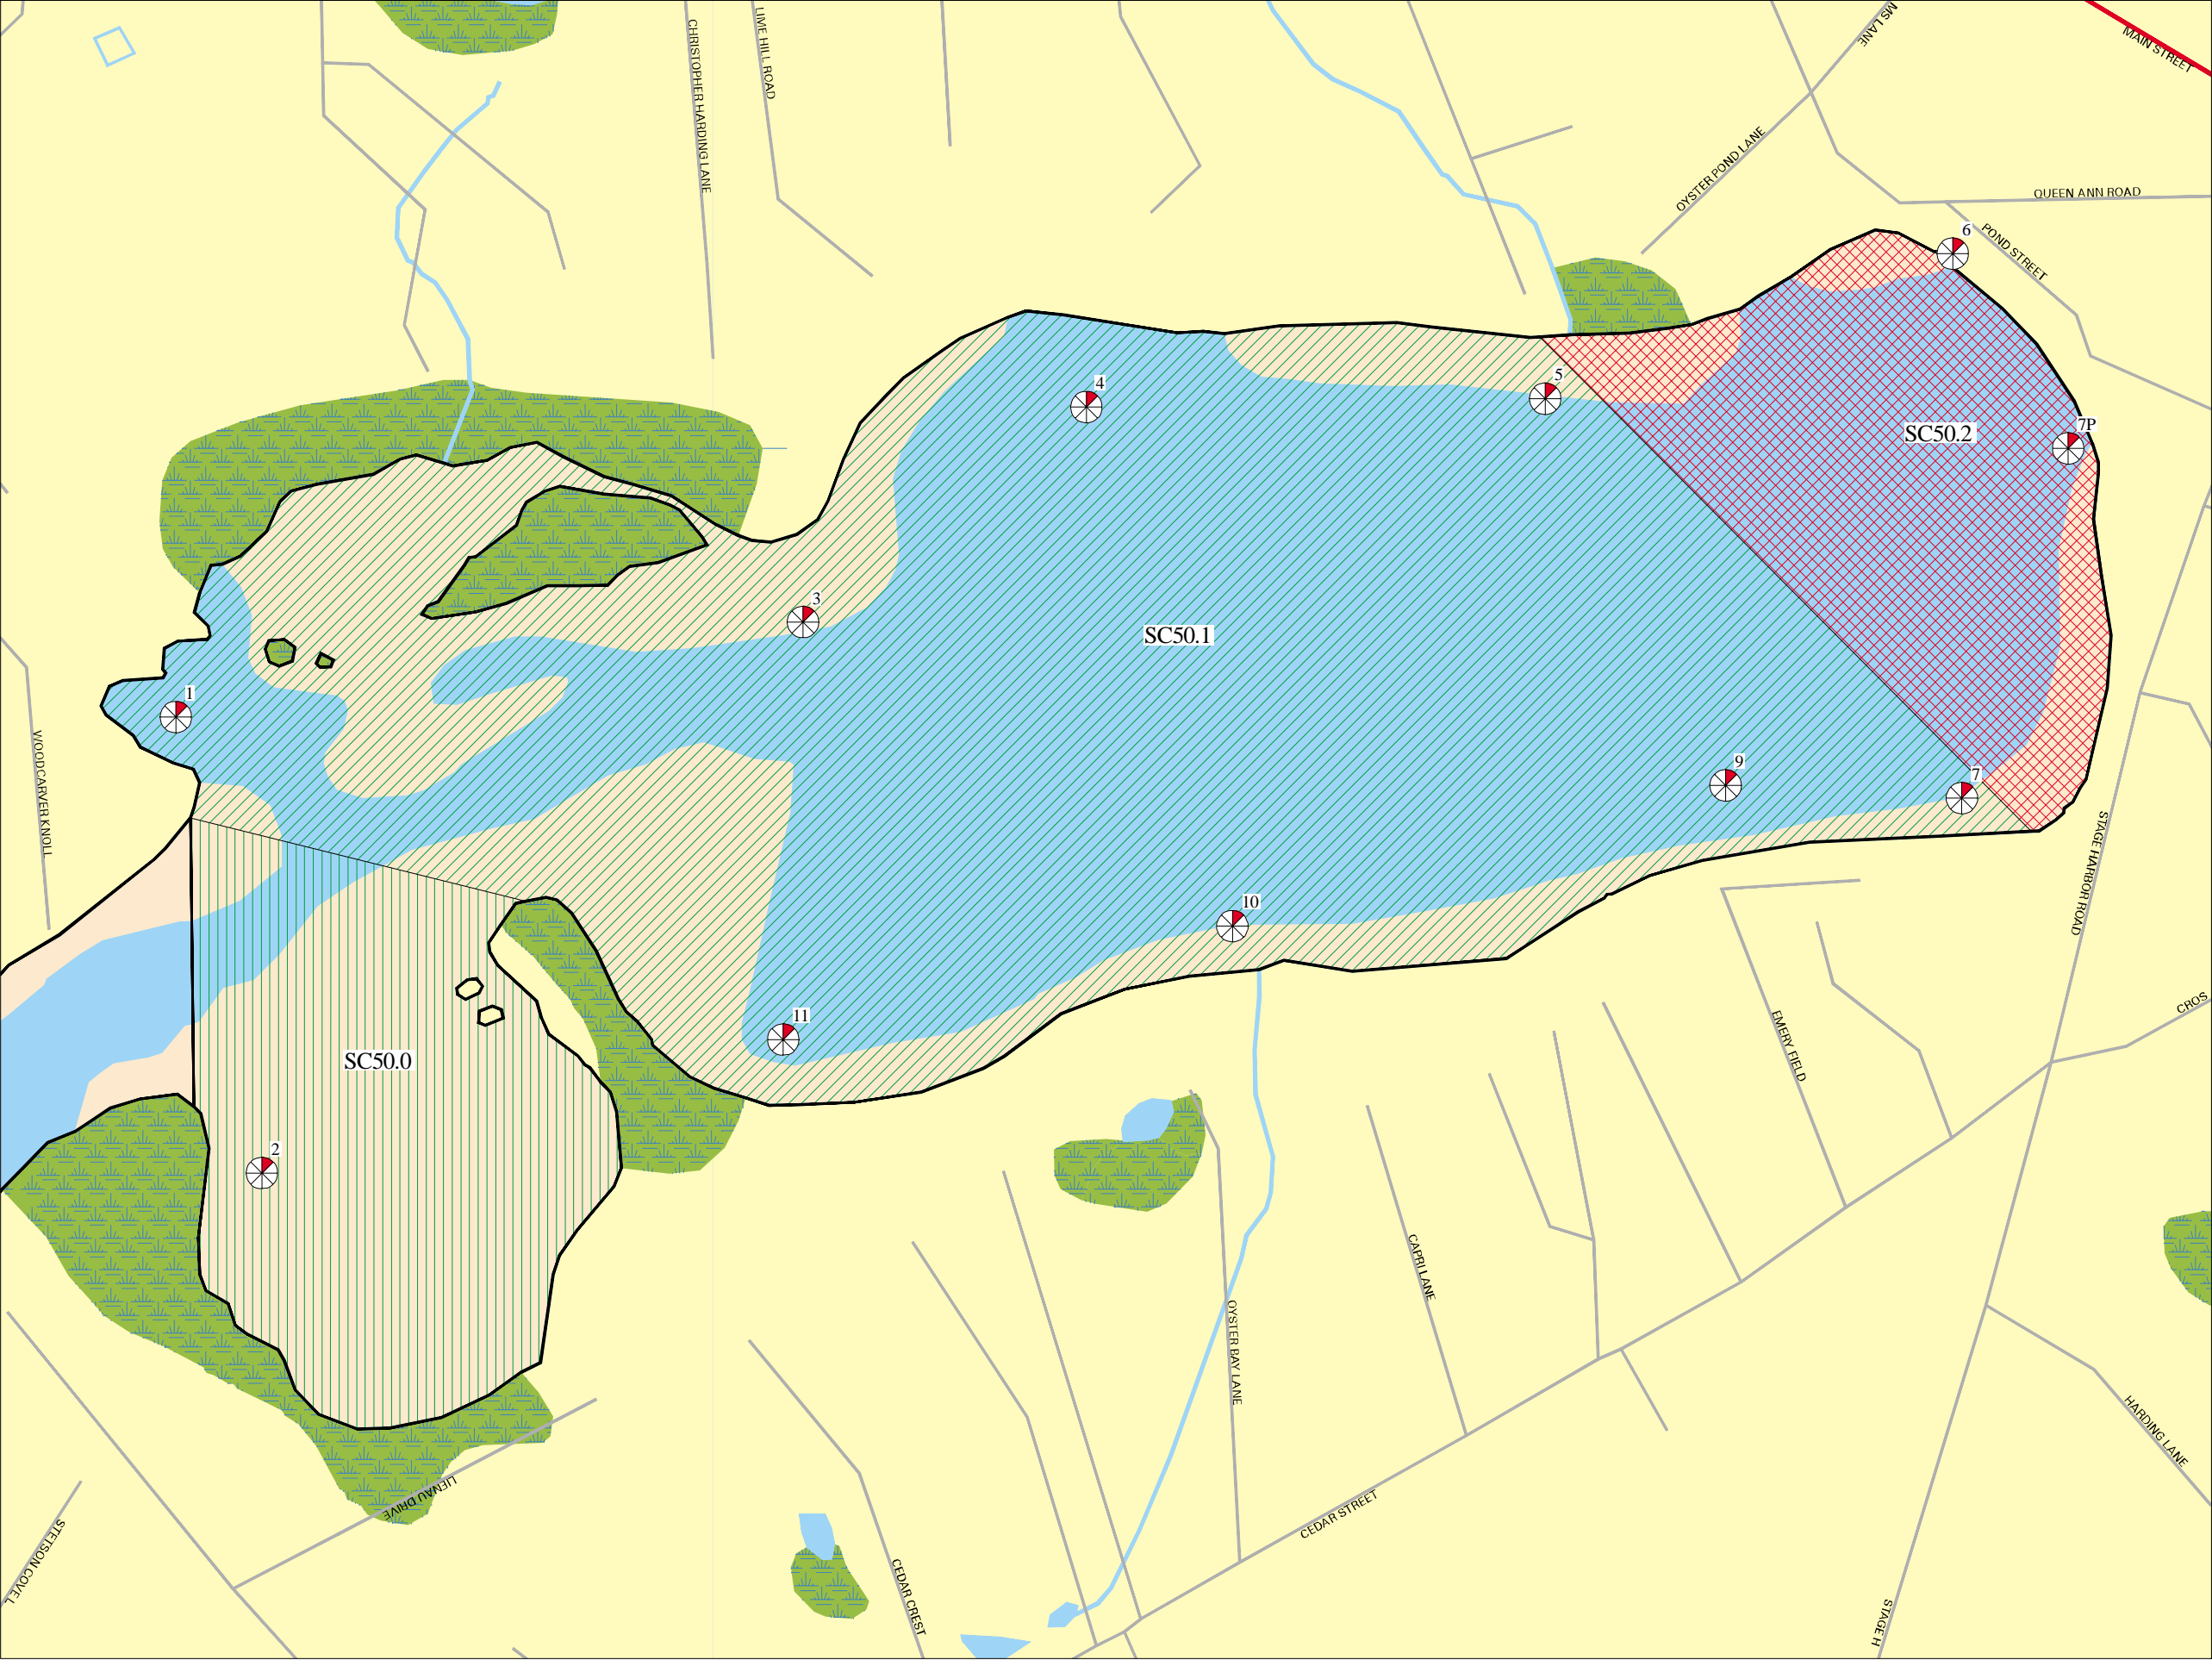 MS LANE
MAIN STREET
CHRISTOPHER HARDING LANE
LIME HILL ROAD
OYSTER POND LANE
QUEEN ANN ROAD
POND STREET
6
4
5
7P
SC50.2
3
SC50.1
1
WOODCARVER KNOLL
9
7
STAGE HARBOR ROAD
10
11
SC50.0
2
EMERY FIELD
CROS
CAPRI LANE
OYSTER BAY LANE
HARDING LANE
LIENAU DRIVE
CEDAR STREET
STETSON COVE L
CEDAR CREST
STAGE H